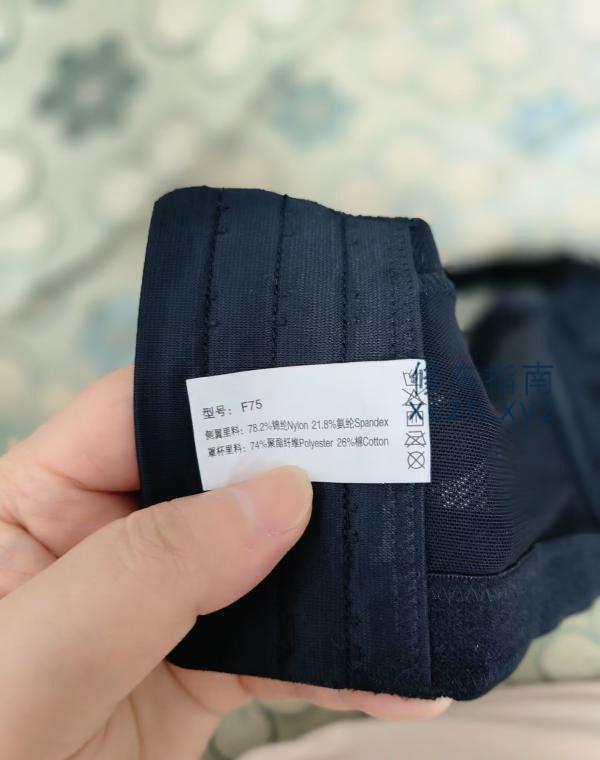 型号：F75
侧翼里料：78.2%锦纶Nylon 21.8%氨纶Spandex
罩杯里料：74%聚酯纤维Polyester 26%棉Cotton